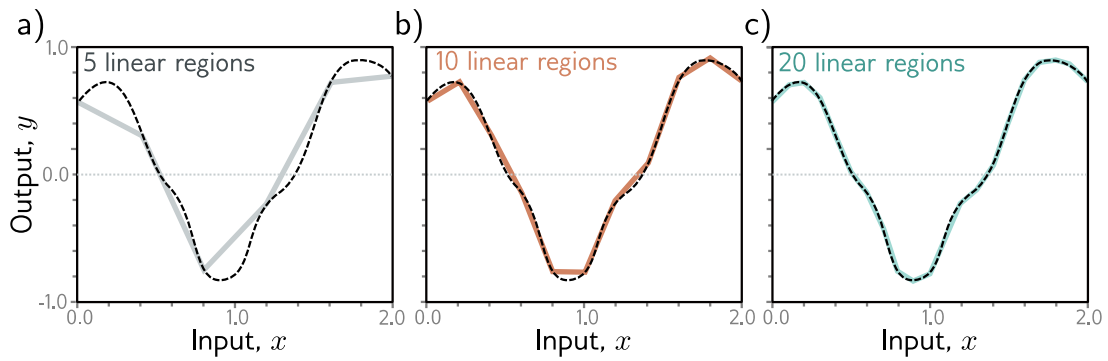 a)
5 linear regions
1.0
0.0
-1.0
Output, y
0.0
1.0
2.0
Input, x
b)
10 linear regions
0.0
1.0
2.0
Input, x
c)
20 linear regions
0.0
1.0
2.0
Input, x